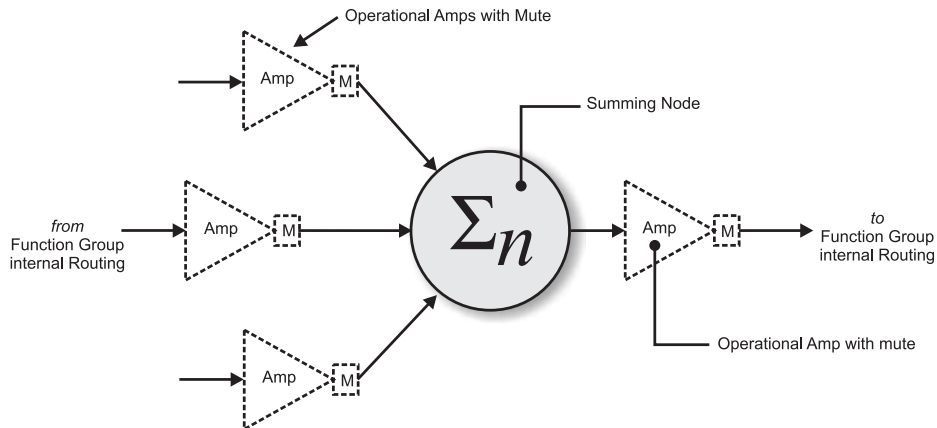 Operational Amps with Mute
Amp
M
Summing Node
from
Function Group
internal Routing
Amp
M
Σn
Amp
M
to
Function Group
internal Routing
Operational Amp with mute
Amp
M